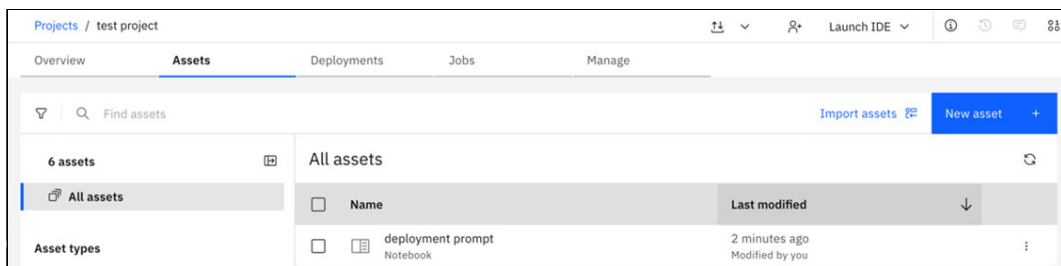 Projects / test project
Launch IDE
Overview
Assets
Deployments
Jobs
Manage
Find assets
Import assets
New asset +
6 assets
All assets
All assets
Name
Last modified
deployment prompt
2 minutes ago
Notebook
Modified by you
Asset types